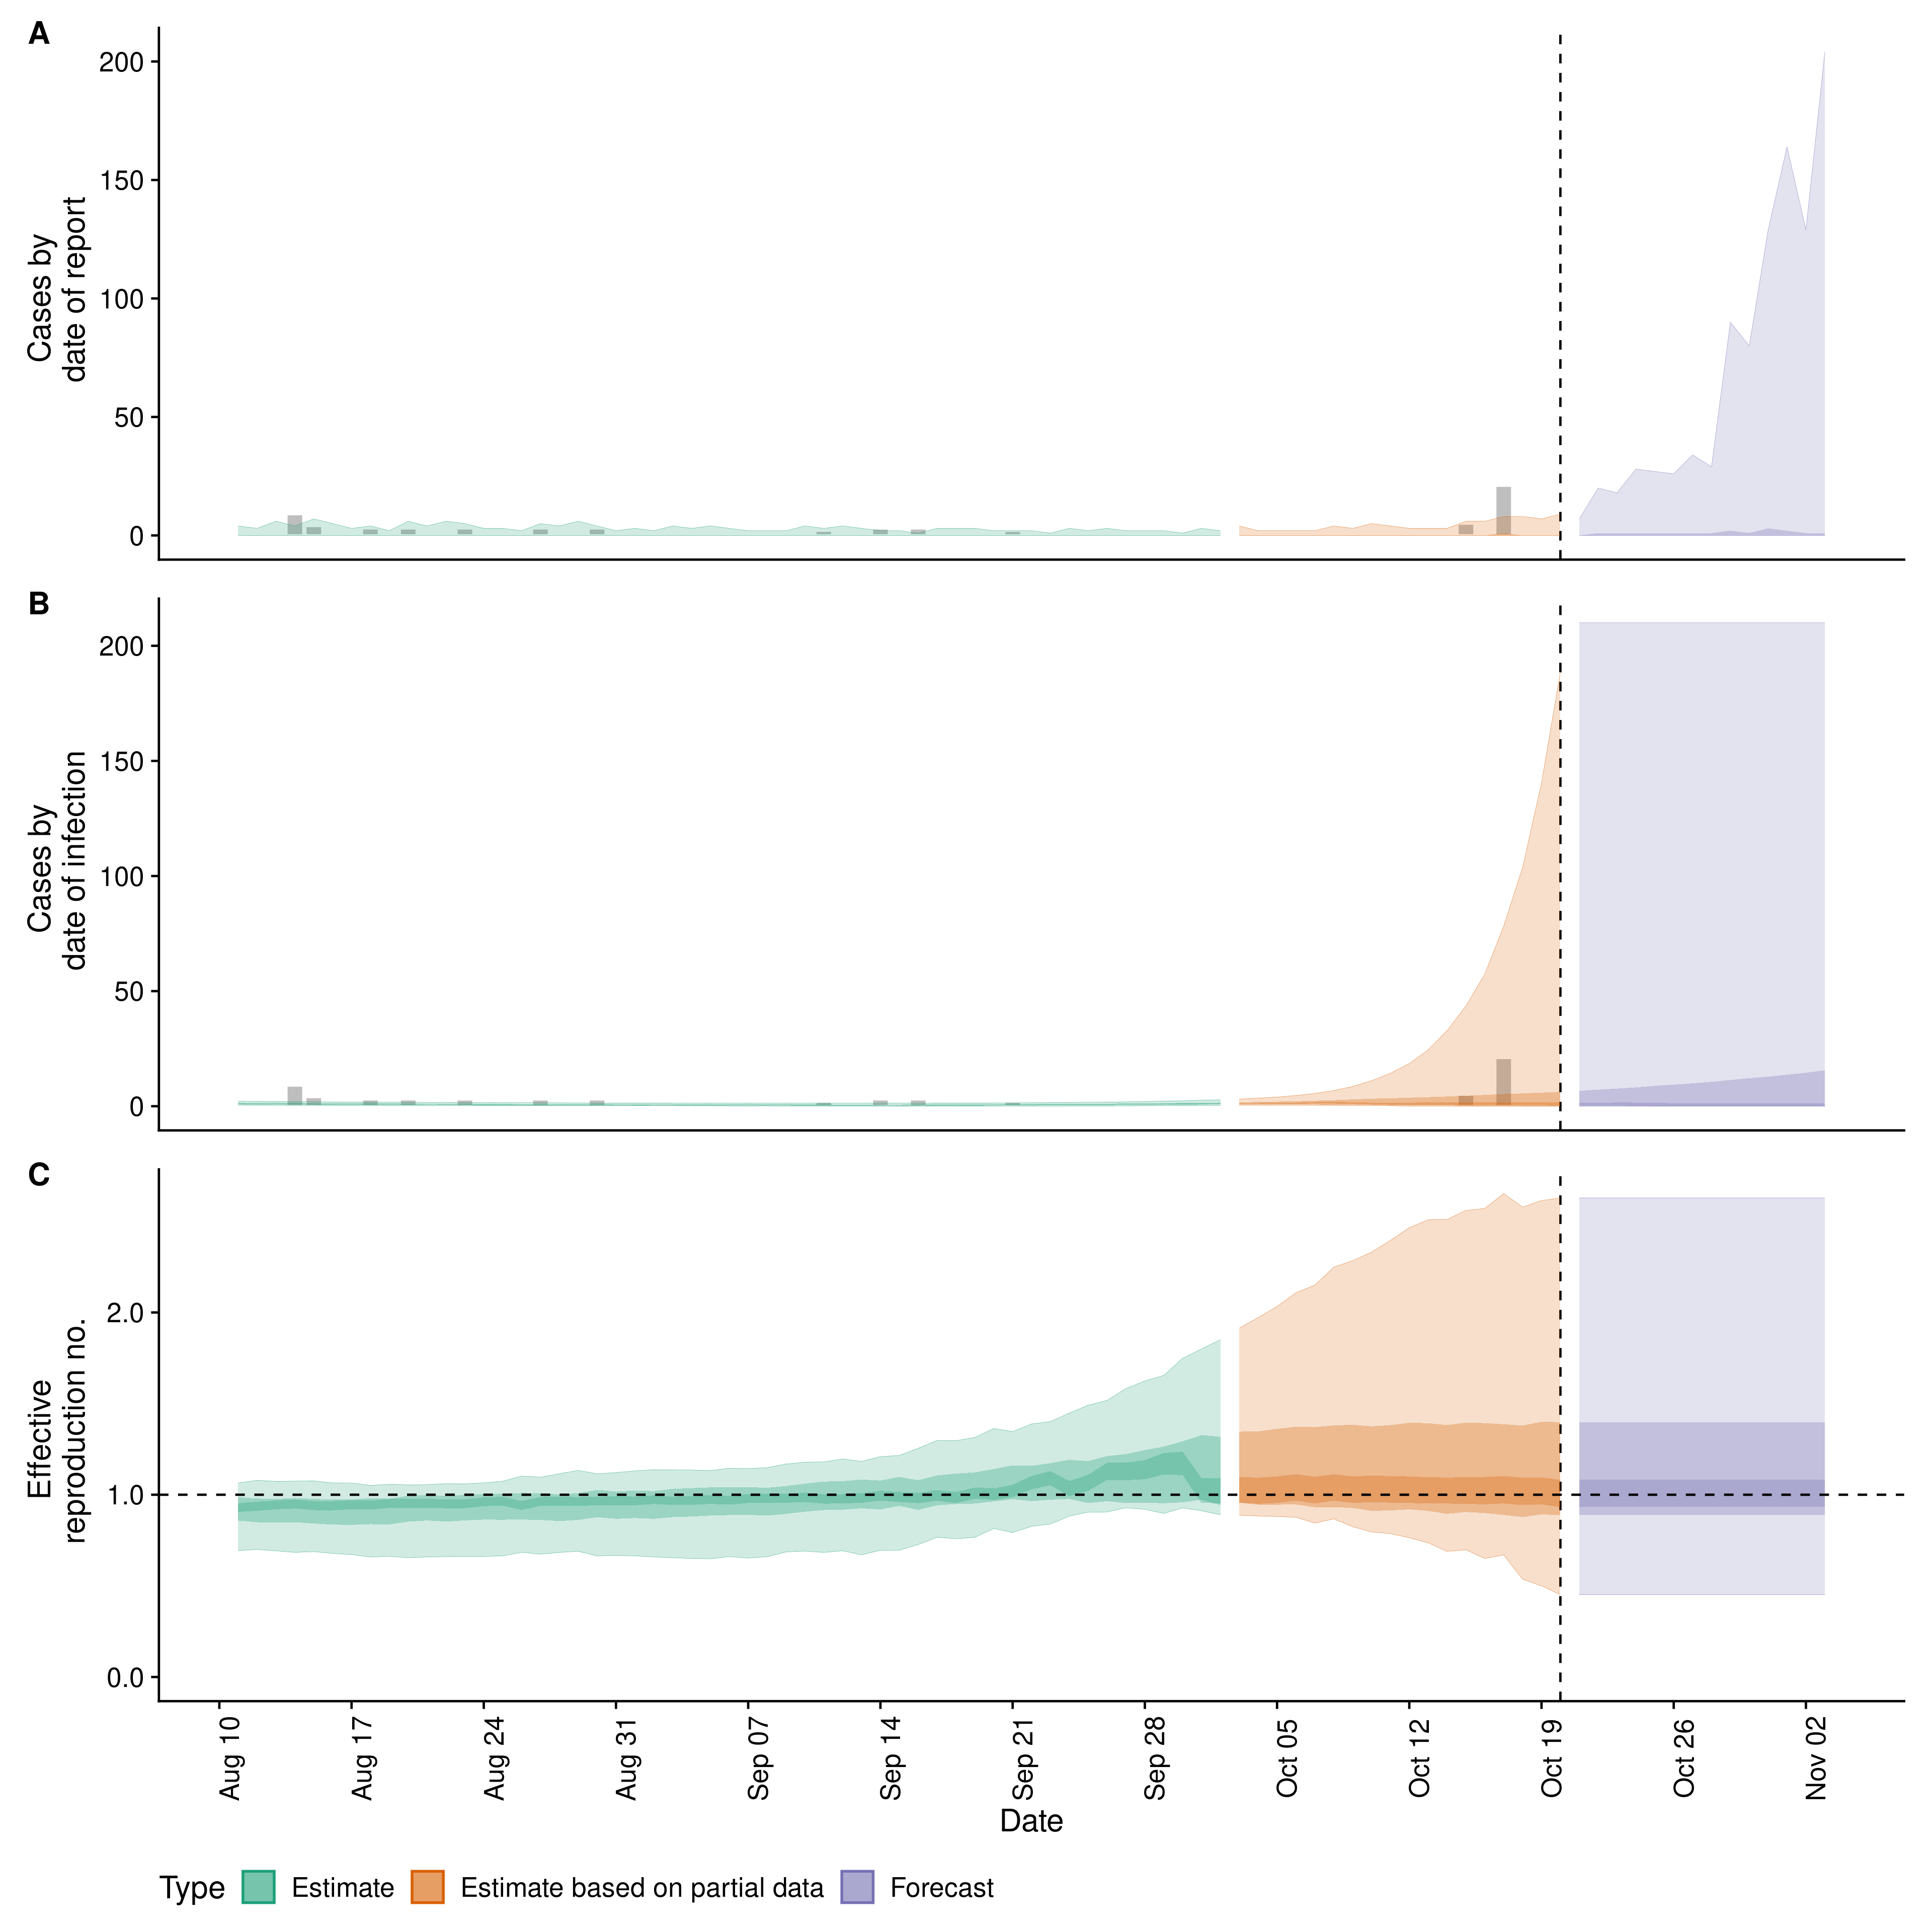 A
200
150
100
50
0
Cases by
date of report
B
200
150
100
50
0
Cases by
date of infection
C
2.0
1.0
0.0
Effective
reproduction no.
Aug 10
Aug 17
Aug 24
Aug 31
Sep 07
Sep 14
Sep 21
Sep 28
Oct 05
Oct 12
Oct 19
Oct 26
Nov 02
Date
Type Estimate Estimate based on partial data Forecast